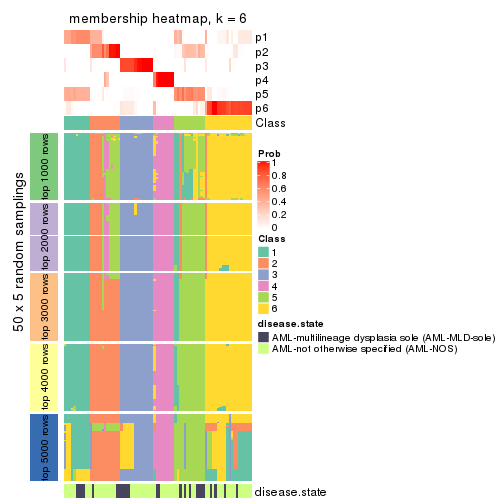 membership heatmap, k = 6
p1
p2
p3
p4
p5
p6
Class
50 x 5 random samplings
top 1000 rows
top 2000 rows
top 3000 rows
top 4000 rows
top 5000 rows
Prob
1
0.8
0.6
0.4
0.2
0
Class
1
2
3
4
5
6
disease.state
AML-multilineage dysplasia sole (AML-MLD-sole)
AML-not otherwise specified (AML-NOS)
disease.state